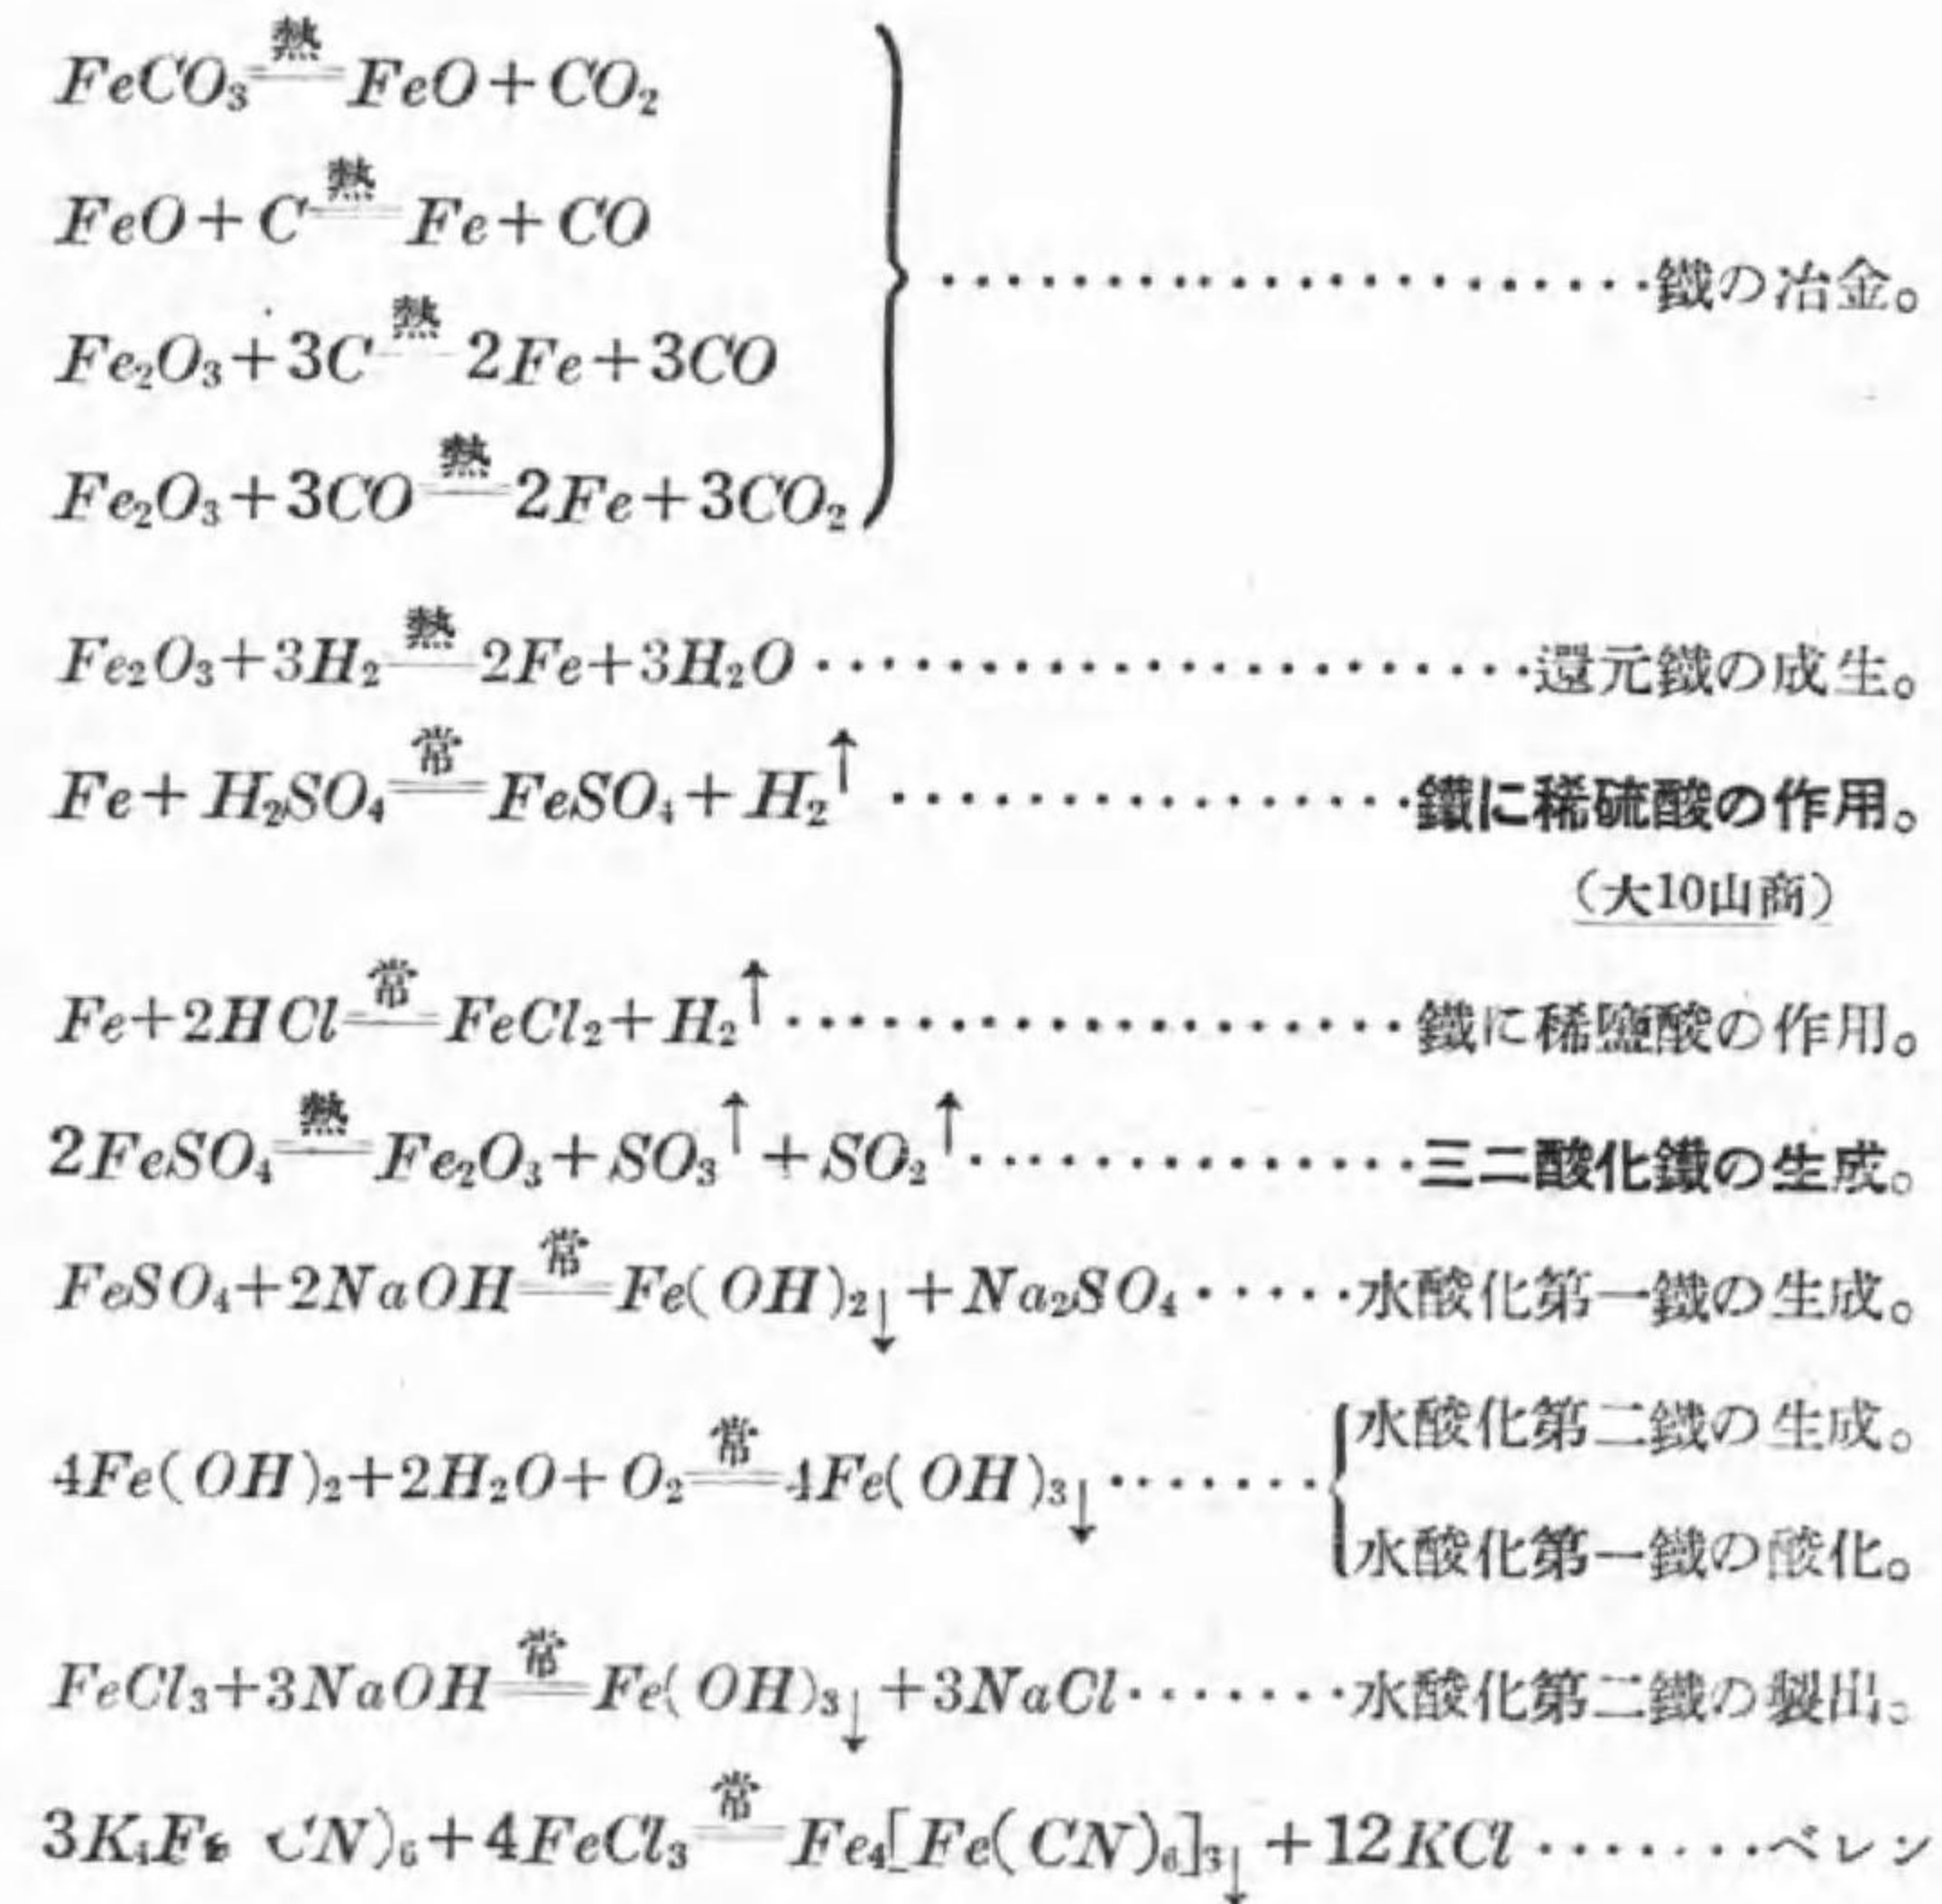 FeCO₃ 熱= FeO+CO₂
FeO+C 熱= Fe+CO
Fe₂O₃+3C 熱= 2Fe+3CO
Fe₂O₃+3CO 熱= 2Fe+3CO₂
}……………………鐵の冶金。
Fe₂O₃+3H₂ 熱= 2Fe+3H₂O……………………還元鐵の成生。
Fe+H₂SO₄ 常= FeSO₄+H₂↑………………鐵に稀硫酸の作用。
(大10山商)
Fe+2HCl 常= FeCl₂+H₂↑…………………鐵に稀鹽酸の作用。
2FeSO₄ 熱= Fe₂O₃+SO₃↑+SO₂↑……………三二酸化鐵の生成。
FeSO₄+2NaOH 常= Fe(OH)₂↓+Na₂SO₄……水酸化第一鐵の生成。
4Fe(OH)₂+2H₂O+O₂ 常= 4Fe(OH)₃↓……{水酸化第二鐵の生成。
水酸化第一鐵の酸化。
FeCl₃+3NaOH 常= Fe(OH)₃↓+3NaCl……水酸化第二鐵の製出。
3K₄Fe(CN)₆+4FeCl₃ 常= Fe₄[Fe(CN)₆]₃↓+12KCl……ベレン